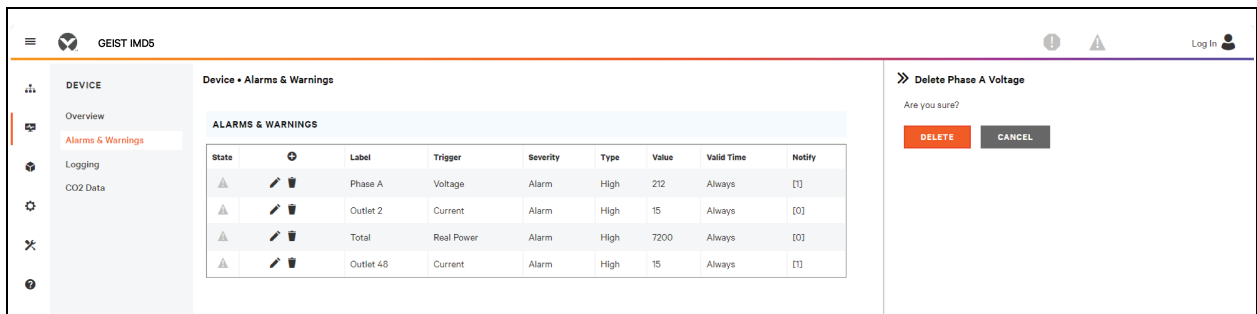 GEIST IMD5
Log In
DEVICE
Overview
Alarms & Warnings
Logging
CO2 Data
Device • Alarms & Warnings
ALARMS & WARNINGS
State Label Trigger Severity Type Value Valid Time Notify
Phase A Voltage Alarm High 212 Always [1]
Outlet 2 Current Alarm High 15 Always [0]
Total Real Power Alarm High 7200 Always [0]
Outlet 48 Current Alarm High 15 Always [1]
Delete Phase A Voltage
Are you sure?
DELETE CANCEL